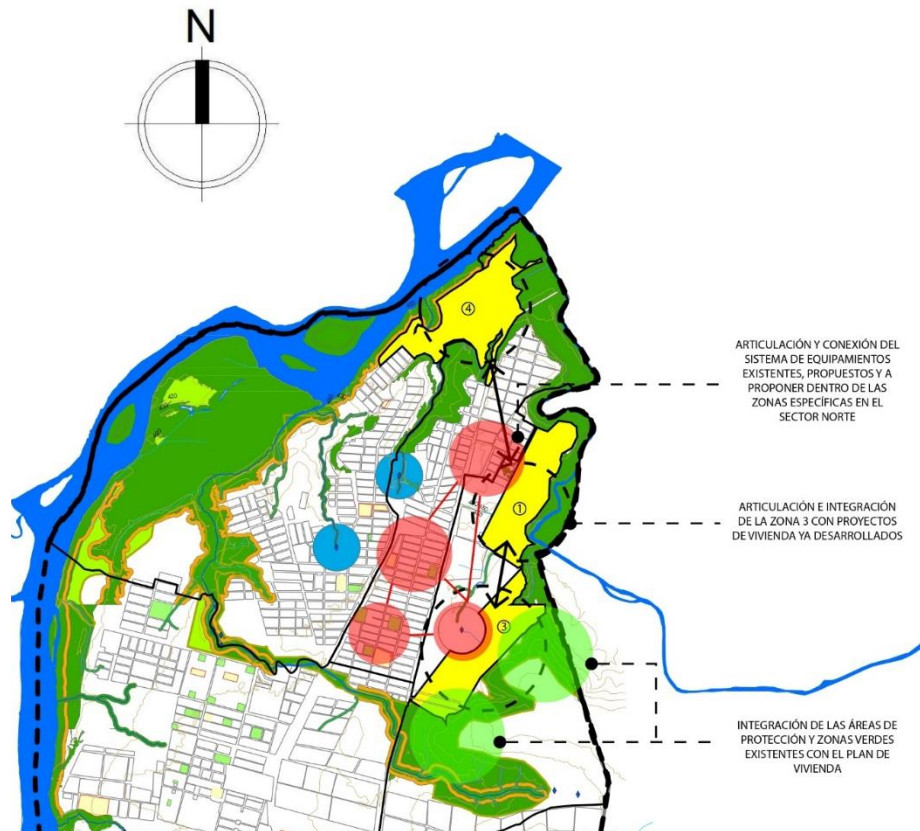 N
④
ARTICULACIÓN Y CONEXIÓN DEL
SISTEMA DE EQUIPAMIENTOS
EXISTENTES, PROPUESTOS Y A
PROPONER DENTRO DE LAS
ZONAS ESPECÍFICAS EN EL
SECTOR NORTE
420
①
ARTICULACIÓN E INTEGRACIÓN
DE LA ZONA 3 CON PROYECTOS
DE VIVIENDA YA DESARROLLADOS
③
INTEGRACIÓN DE LAS ÁREAS DE
PROTECCIÓN Y ZONAS VERDES
EXISTENTES CON EL PLAN DE
VIVIENDA